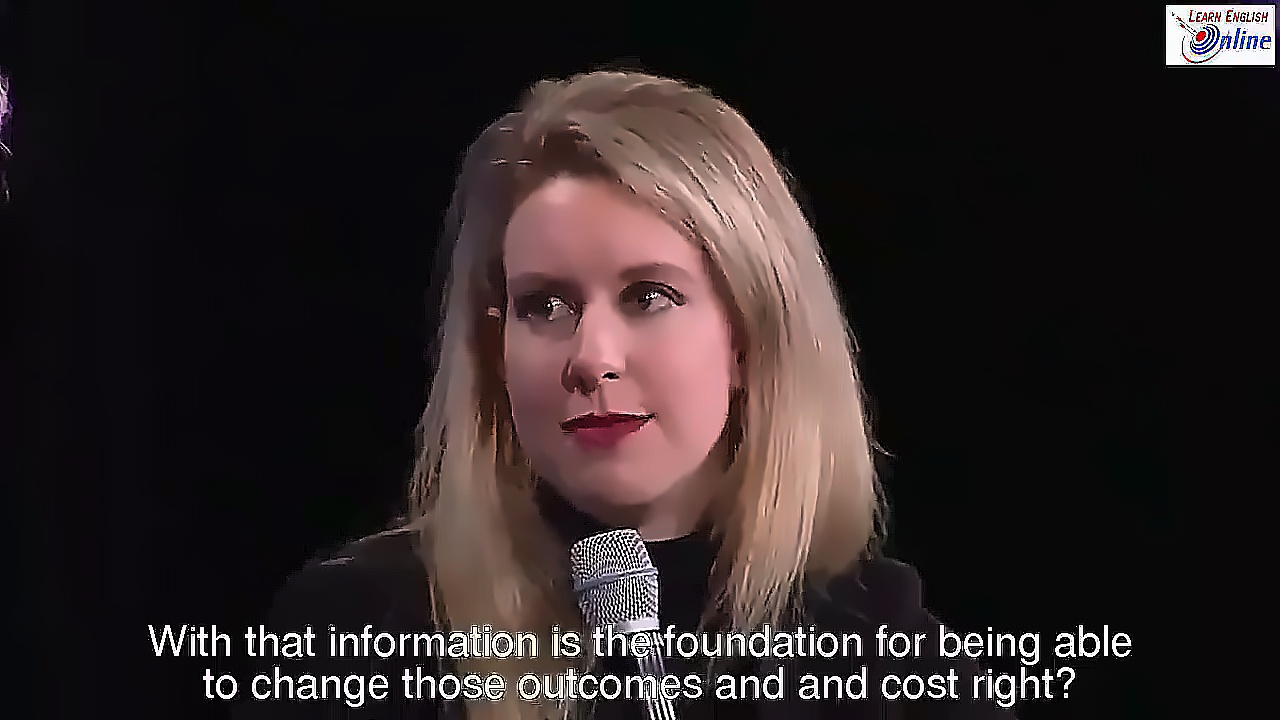 LEARN ENGLISH
Online
With that information is the foundation for being able
to change those outcomes and and cost right?